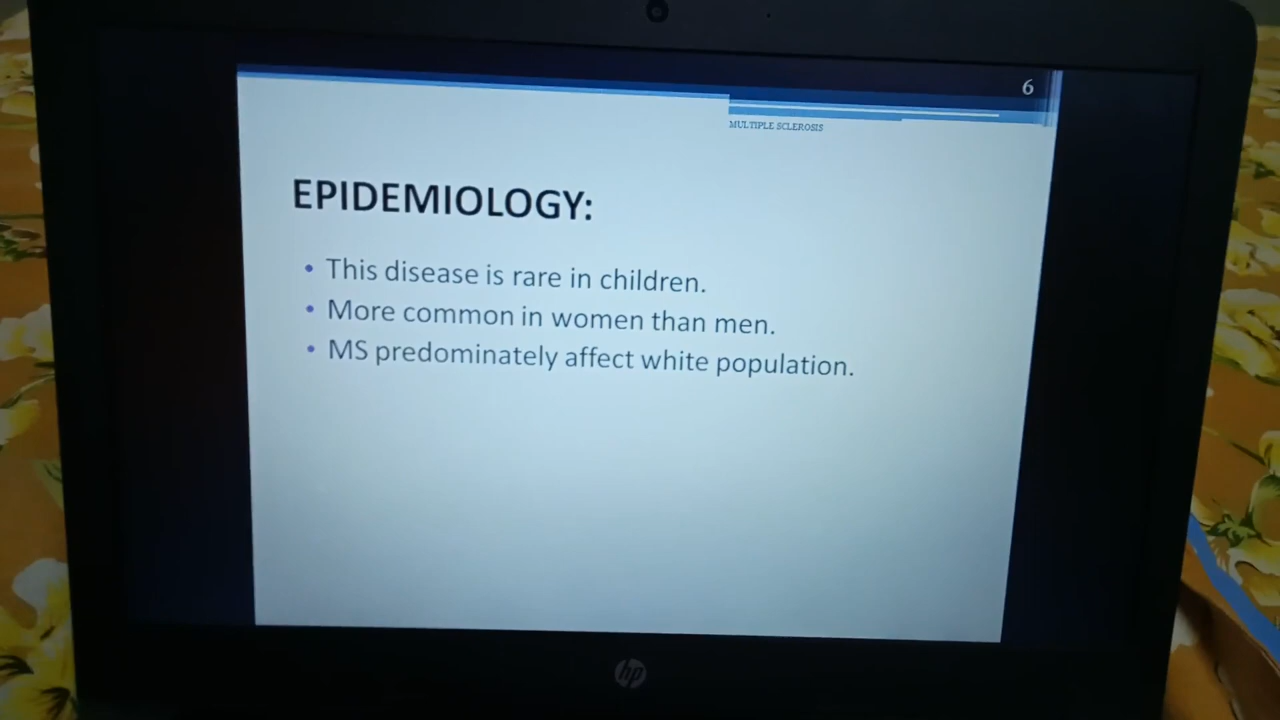 6
MULTIPLE SCLEROSIS
EPIDEMIOLOGY:
• This disease is rare in children.
• More common in women than men.
• MS predominately affect white population.
hp